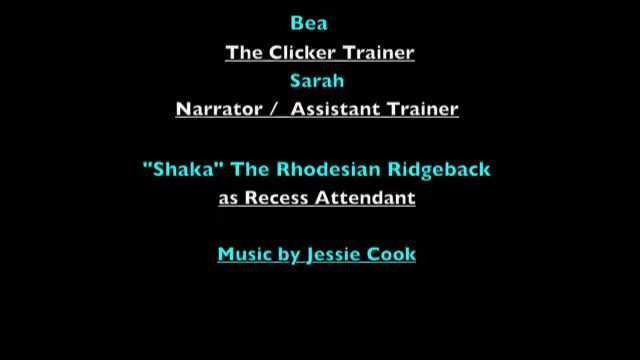 Bea
The Clicker Trainer
Sarah
Narrator /  Assistant Trainer
"Shaka" The Rhodesian Ridgeback
as Recess Attendant
Music by Jessie Cook